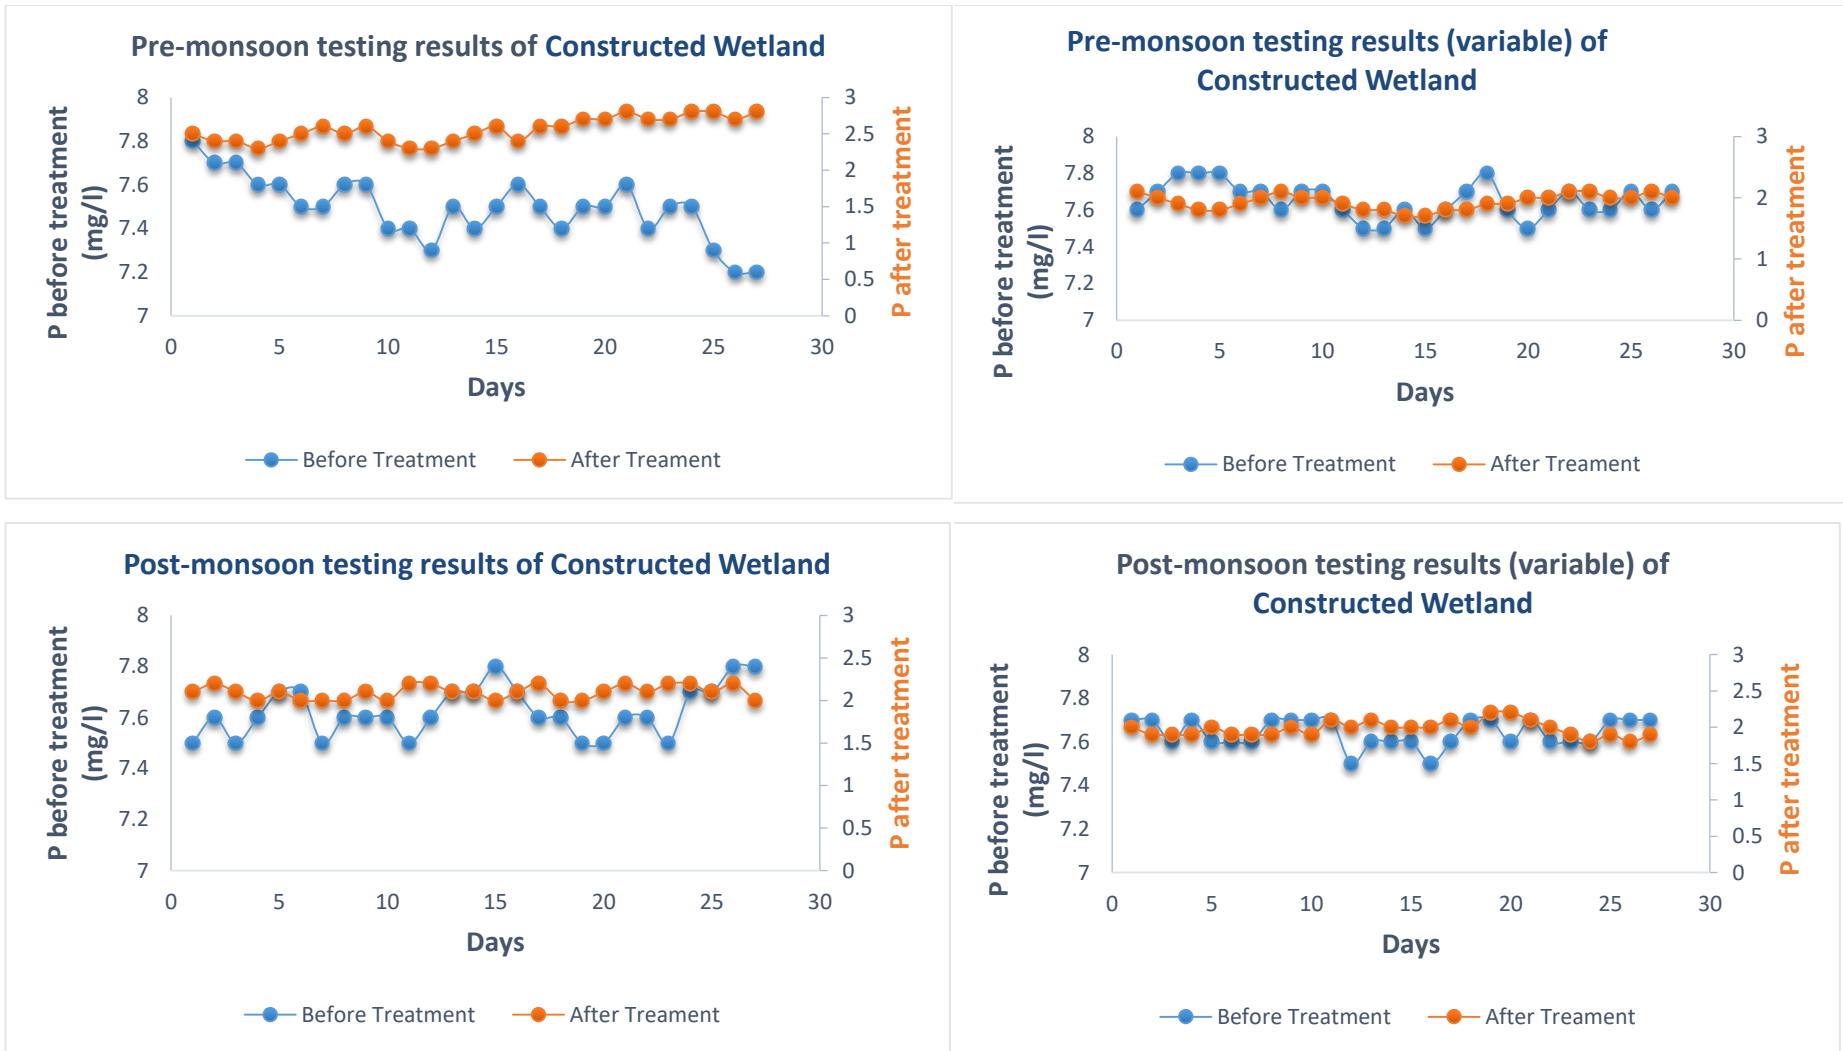 Pre-monsoon testing results of Constructed Wetland
P before treatment
(mg/l)
8
7.8
7.6
7.4
7.2
7
3
2.5
2
1.5
1
0.5
0
P after treatment
0 5 10 15 20 25 30
Days
Before Treatment After Treament
Pre-monsoon testing results (variable) of
Constructed Wetland
P before treatment
(mg/l)
8
7.8
7.6
7.4
7.2
7
3
2
1
0
P after treatment
0 5 10 15 20 25 30
Days
Before Treatment After Treament
Post-monsoon testing results of Constructed Wetland
P before treatment
(mg/l)
8
7.8
7.6
7.4
7.2
7
3
2.5
2
1.5
1
0.5
0
P after treatment
0 5 10 15 20 25 30
Days
Before Treatment After Treament
Post-monsoon testing results (variable) of
Constructed Wetland
P before treatment
(mg/l)
8
7.8
7.6
7.4
7.2
7
3
2.5
2
1.5
1
0.5
0
P after treatment
0 5 10 15 20 25 30
Days
Before Treatment After Treament